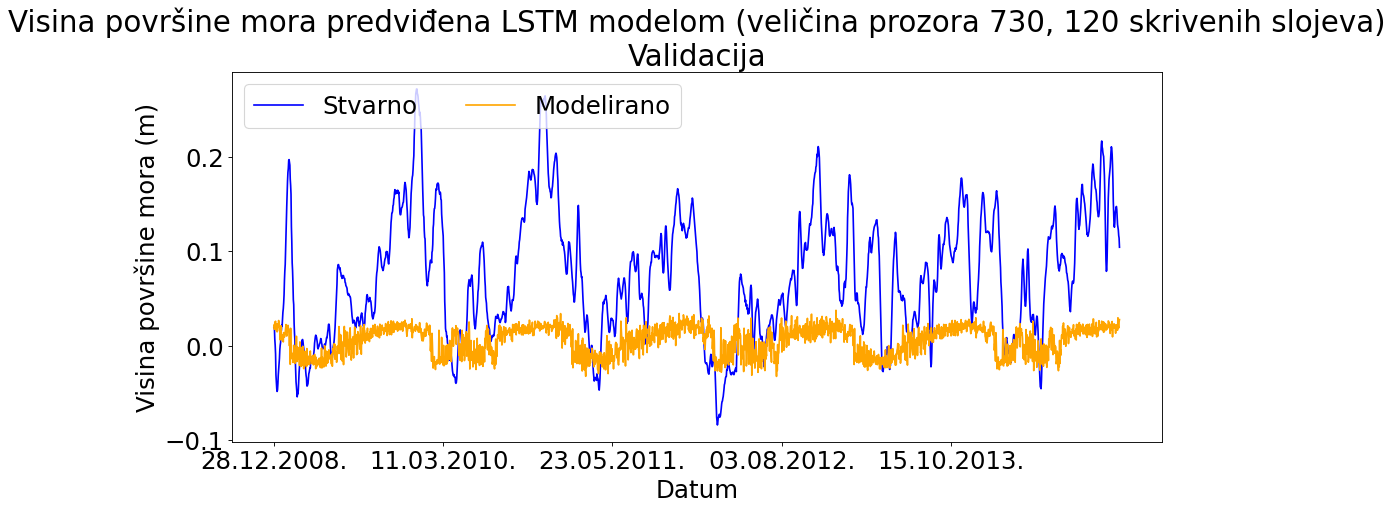 Visina površine mora predviđena LSTM modelom (veličina prozora 730, 120 skrivenih slojeva)
Validacija
Stvarno Modelirano
Visina površine mora (m)
0.2
0.1
0.0
−0.1
28.12.2008. 11.03.2010. 23.05.2011. 03.08.2012. 15.10.2013.
Datum